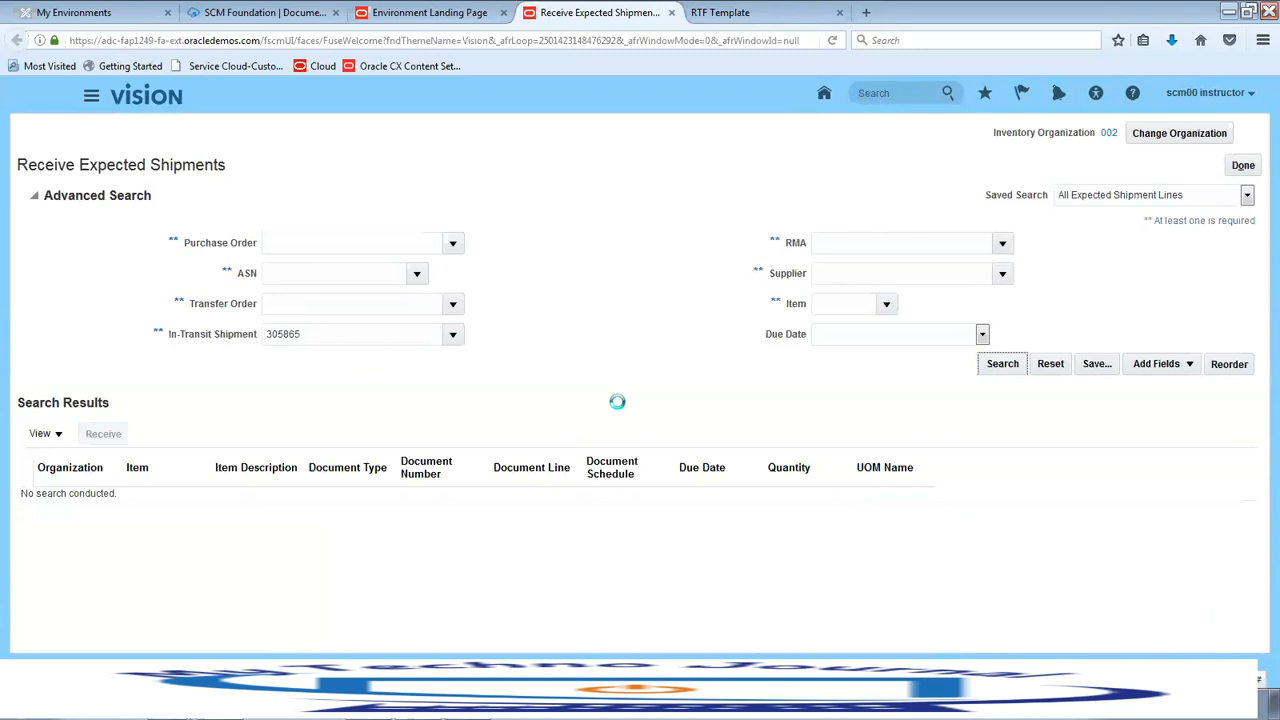 My Environments
SCM Foundation | Docume...
Environment Landing Page
Receive Expected Shipmen...
RTF Template
https://adc-fap1249-fa-ext.oracledemos.com/fscmUI/faces/FuseWelcome?fndThemeName=Vision&_afrLoop=2501423148476292&_afrWindowMode=0&_afrWindowId=null
Search
Most Visited
Getting Started
Service Cloud-Custo...
Cloud
Oracle CX Content Set...
VISION
Search
scm00 instructor
Inventory Organization 002
Change Organization
Receive Expected Shipments
Done
Advanced Search
Saved Search All Expected Shipment Lines
** At least one is required
** Purchase Order
** RMA
** ASN
** Supplier
** Transfer Order
** Item
** In-Transit Shipment 305865
Due Date
Search Reset Save... Add Fields Reorder
Search Results
View Receive
Organization Item Item Description Document Type Document Number Document Line Document Schedule Due Date Quantity UOM Name
No search conducted.